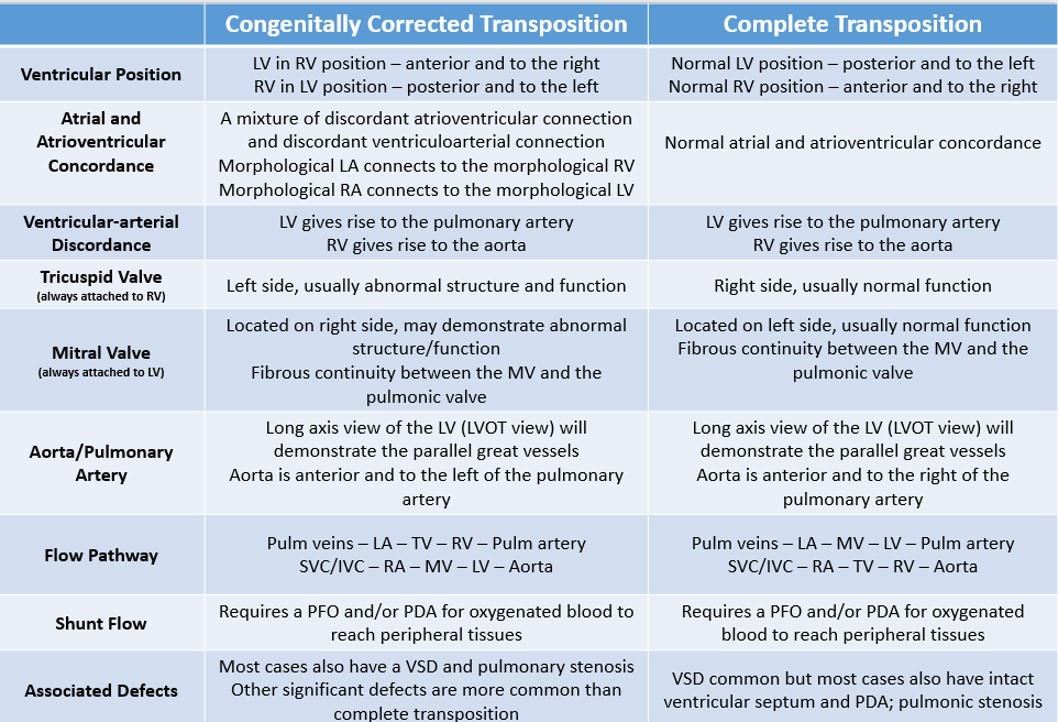 Congenitally Corrected Transposition
Complete Transposition
Ventricular Position
LV in RV position – anterior and to the right
RV in LV position – posterior and to the left
Normal LV position – posterior and to the left
Normal RV position – anterior and to the right
Atrial and
Atrioventricular
Concordance
A mixture of discordant atrioventricular connection
and discordant ventriculoarterial connection
Morphological LA connects to the morphological RV
Morphological RA connects to the morphological LV
Normal atrial and atrioventricular concordance
Ventricular-arterial
Discordance
LV gives rise to the pulmonary artery
RV gives rise to the aorta
LV gives rise to the pulmonary artery
RV gives rise to the aorta
Tricuspid Valve
(always attached to RV)
Left side, usually abnormal structure and function
Right side, usually normal function
Mitral Valve
(always attached to LV)
Located on right side, may demonstrate abnormal
structure/function
Fibrous continuity between the MV and the
pulmonic valve
Located on left side, usually normal function
Fibrous continuity between the MV and the
pulmonic valve
Aorta/Pulmonary
Artery
Long axis view of the LV (LVOT view) will
demonstrate the parallel great vessels
Aorta is anterior and to the left of the pulmonary
artery
Long axis view of the LV (LVOT view) will
demonstrate the parallel great vessels
Aorta is anterior and to the right of the
pulmonary artery
Flow Pathway
Pulm veins – LA – TV – RV – Pulm artery
SVC/IVC – RA – MV – LV – Aorta
Pulm veins – LA – MV – LV – Pulm artery
SVC/IVC – RA – TV – RV – Aorta
Shunt Flow
Requires a PFO and/or PDA for oxygenated blood to
reach peripheral tissues
Requires a PFO and/or PDA for oxygenated
blood to reach peripheral tissues
Associated Defects
Most cases also have a VSD and pulmonary stenosis
Other significant defects are more common than
complete transposition
VSD common but most cases also have intact
ventricular septum and PDA; pulmonic stenosis